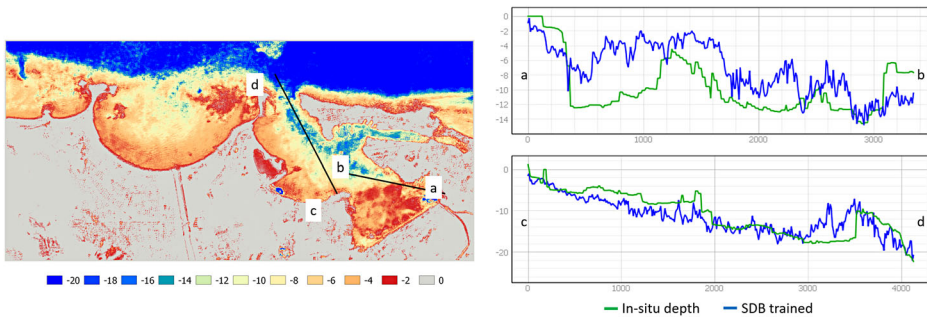 d
b
a
c
-20 -18 -16 -14 -12 -10 -8 -6 -4 -2 0
0
-2
-4
-6
-8
-10
-12
-14
a
b
0 1000 2000 3000
0
-10
-20
c
d
0 1000 2000 3000 4000
In-situ depth SDB trained